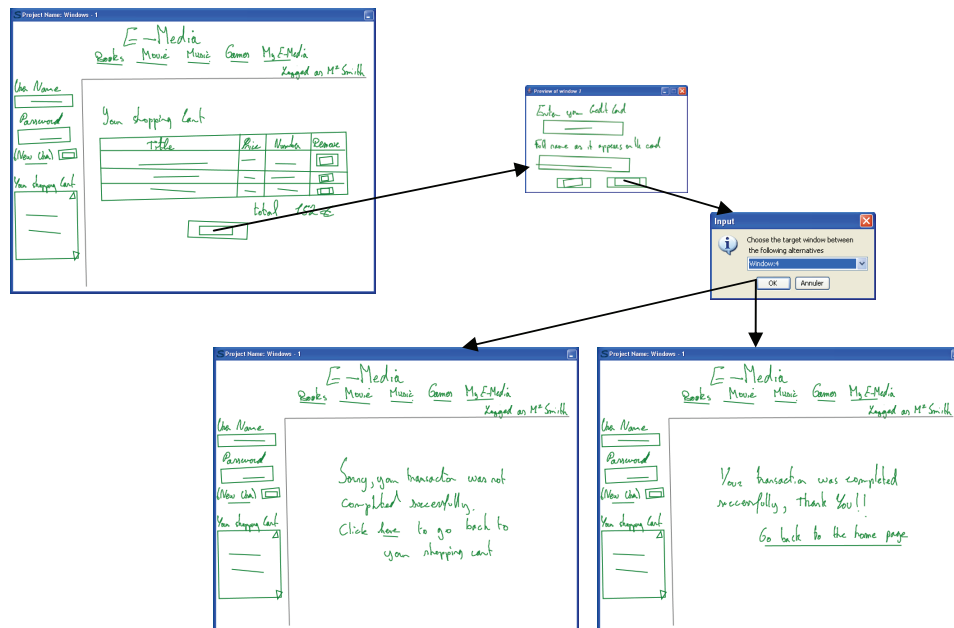 Project Name: Windows - 1
E-Media
Books Movie Music Games My E-Media
Logged as Mr Smith
User Name
Password
(New User)
Your shopping Cart
Your shopping Cart
Title Price Number Remove
total 152 €
Preview of window 3
Enter your Credit Card
Full name as it appears on the card
Input
Choose the target window between
the following alternatives
Window:4
OK Annuler
Project Name: Windows - 1
E-Media
Books Movie Music Games My E-Media
Logged as Mr Smith
User Name
Password
(New User)
Your shopping Cart
Sorry, your transaction was not
completed successfully.
Click here to go back to
your shopping cart
Project Name: Windows - 1
E-Media
Books Movie Music Games My E-Media
Logged as Mr Smith
User Name
Password
(New User)
Your shopping Cart
Your transaction was completed
successfully, Thank You!!
Go back to the home page